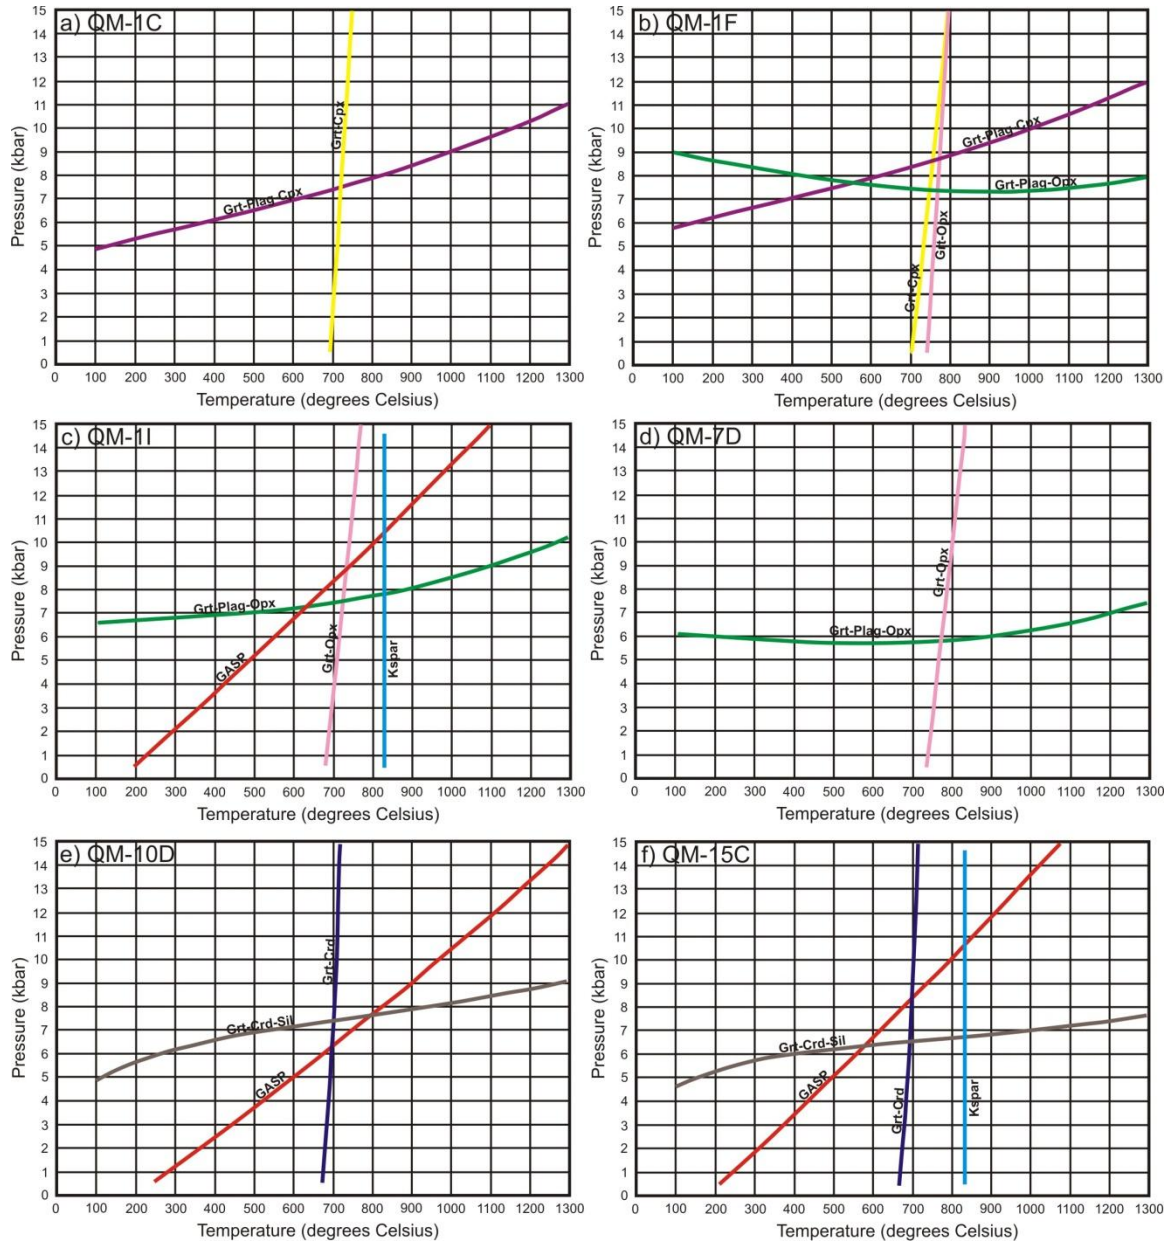 a) QM-1C
15
14
13
12
11
10
9
8
7
6
5
4
3
2
1
0
Pressure (kbar)
Grt-Cpx
Grt-Plag-Cpx
0 100 200 300 400 500 600 700 800 900 1000 1100 1200 1300
Temperature (degrees Celsius)
b) QM-1F
15
14
13
12
11
10
9
8
7
6
5
4
3
2
1
0
Pressure (kbar)
Grt-Plag-Cpx
Grt-Plag-Opx
Grt-Opx
Grt-Cpx
0 100 200 300 400 500 600 700 800 900 1000 1100 1200 1300
Temperature (degrees Celsius)
c) QM-1I
15
14
13
12
11
10
9
8
7
6
5
4
3
2
1
0
Pressure (kbar)
Grt-Plag-Opx
GASP
Grt-Opx
Kspar
0 100 200 300 400 500 600 700 800 900 1000 1100 1200 1300
Temperature (degrees Celsius)
d) QM-7D
15
14
13
12
11
10
9
8
7
6
5
4
3
2
1
0
Pressure (kbar)
Grt-Opx
Grt-Plag-Opx
0 100 200 300 400 500 600 700 800 900 1000 1100 1200 1300
Temperature (degrees Celsius)
e) QM-10D
15
14
13
12
11
10
9
8
7
6
5
4
3
2
1
0
Pressure (kbar)
Grt-Crd
Grt-Crd-Sil
GASP
0 100 200 300 400 500 600 700 800 900 1000 1100 1200 1300
Temperature (degrees Celsius)
f) QM-15C
15
14
13
12
11
10
9
8
7
6
5
4
3
2
1
0
Pressure (kbar)
Grt-Crd-Sil
GASP
Grt-Crd
Kspar
0 100 200 300 400 500 600 700 800 900 1000 1100 1200 1300
Temperature (degrees Celsius)